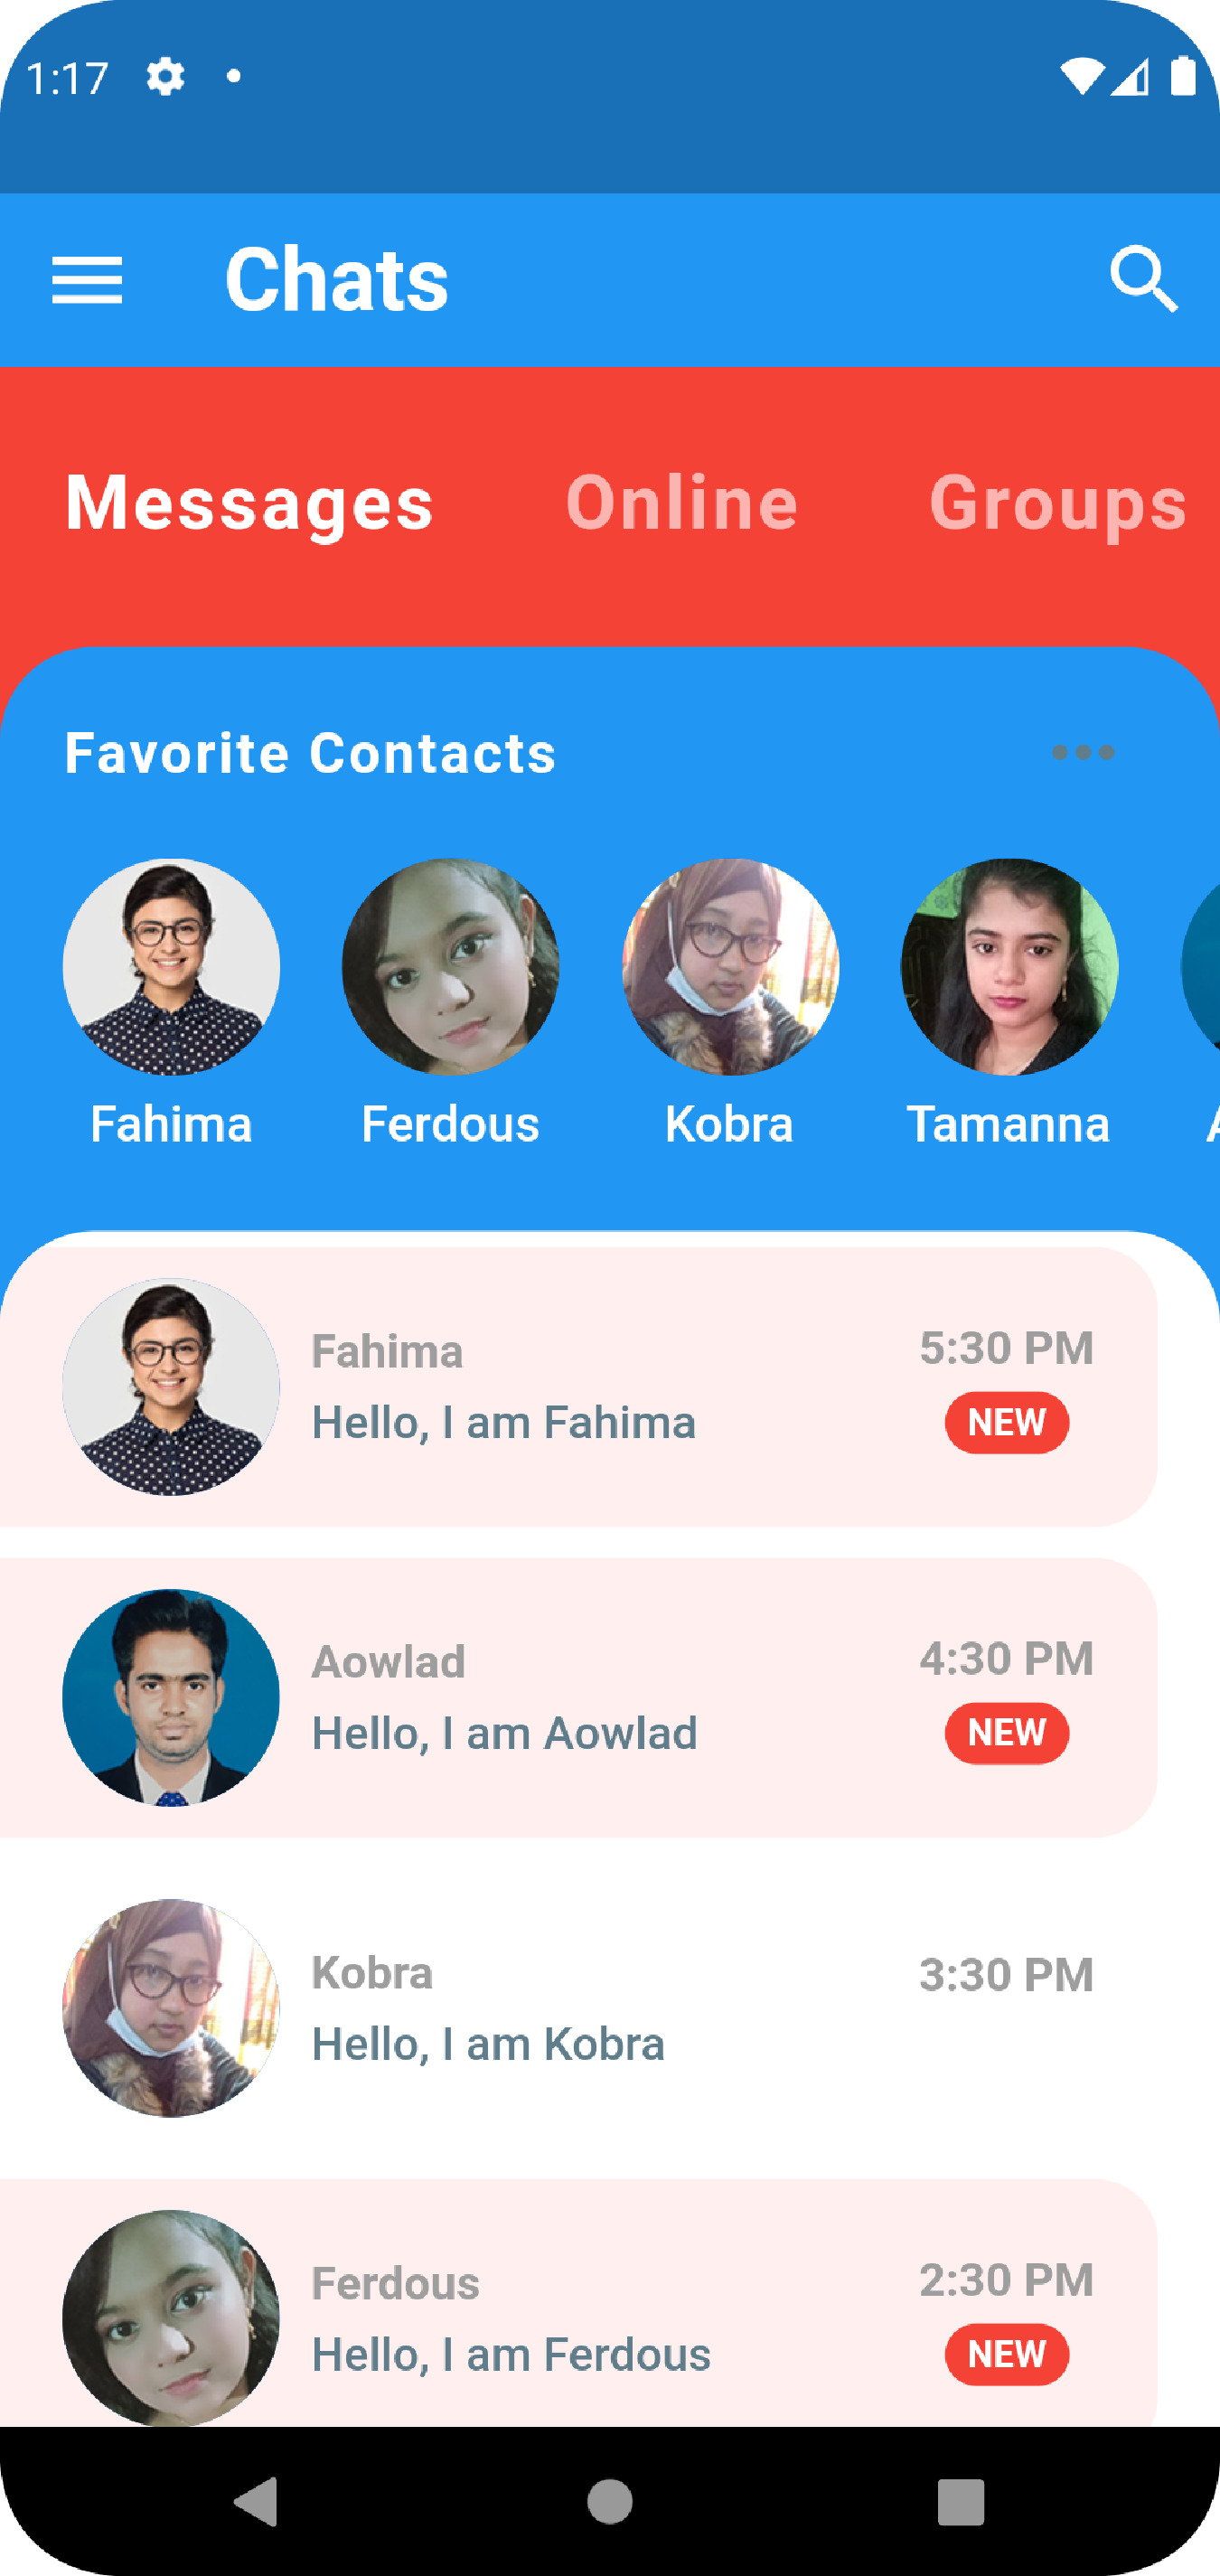 1:17
Chats
Messages Online Groups
Favorite Contacts
Fahima Ferdous Kobra Tamanna
Fahima 5:30 PM
Hello, I am Fahima NEW
Aowlad 4:30 PM
Hello, I am Aowlad NEW
Kobra 3:30 PM
Hello, I am Kobra
Ferdous 2:30 PM
Hello, I am Ferdous NEW